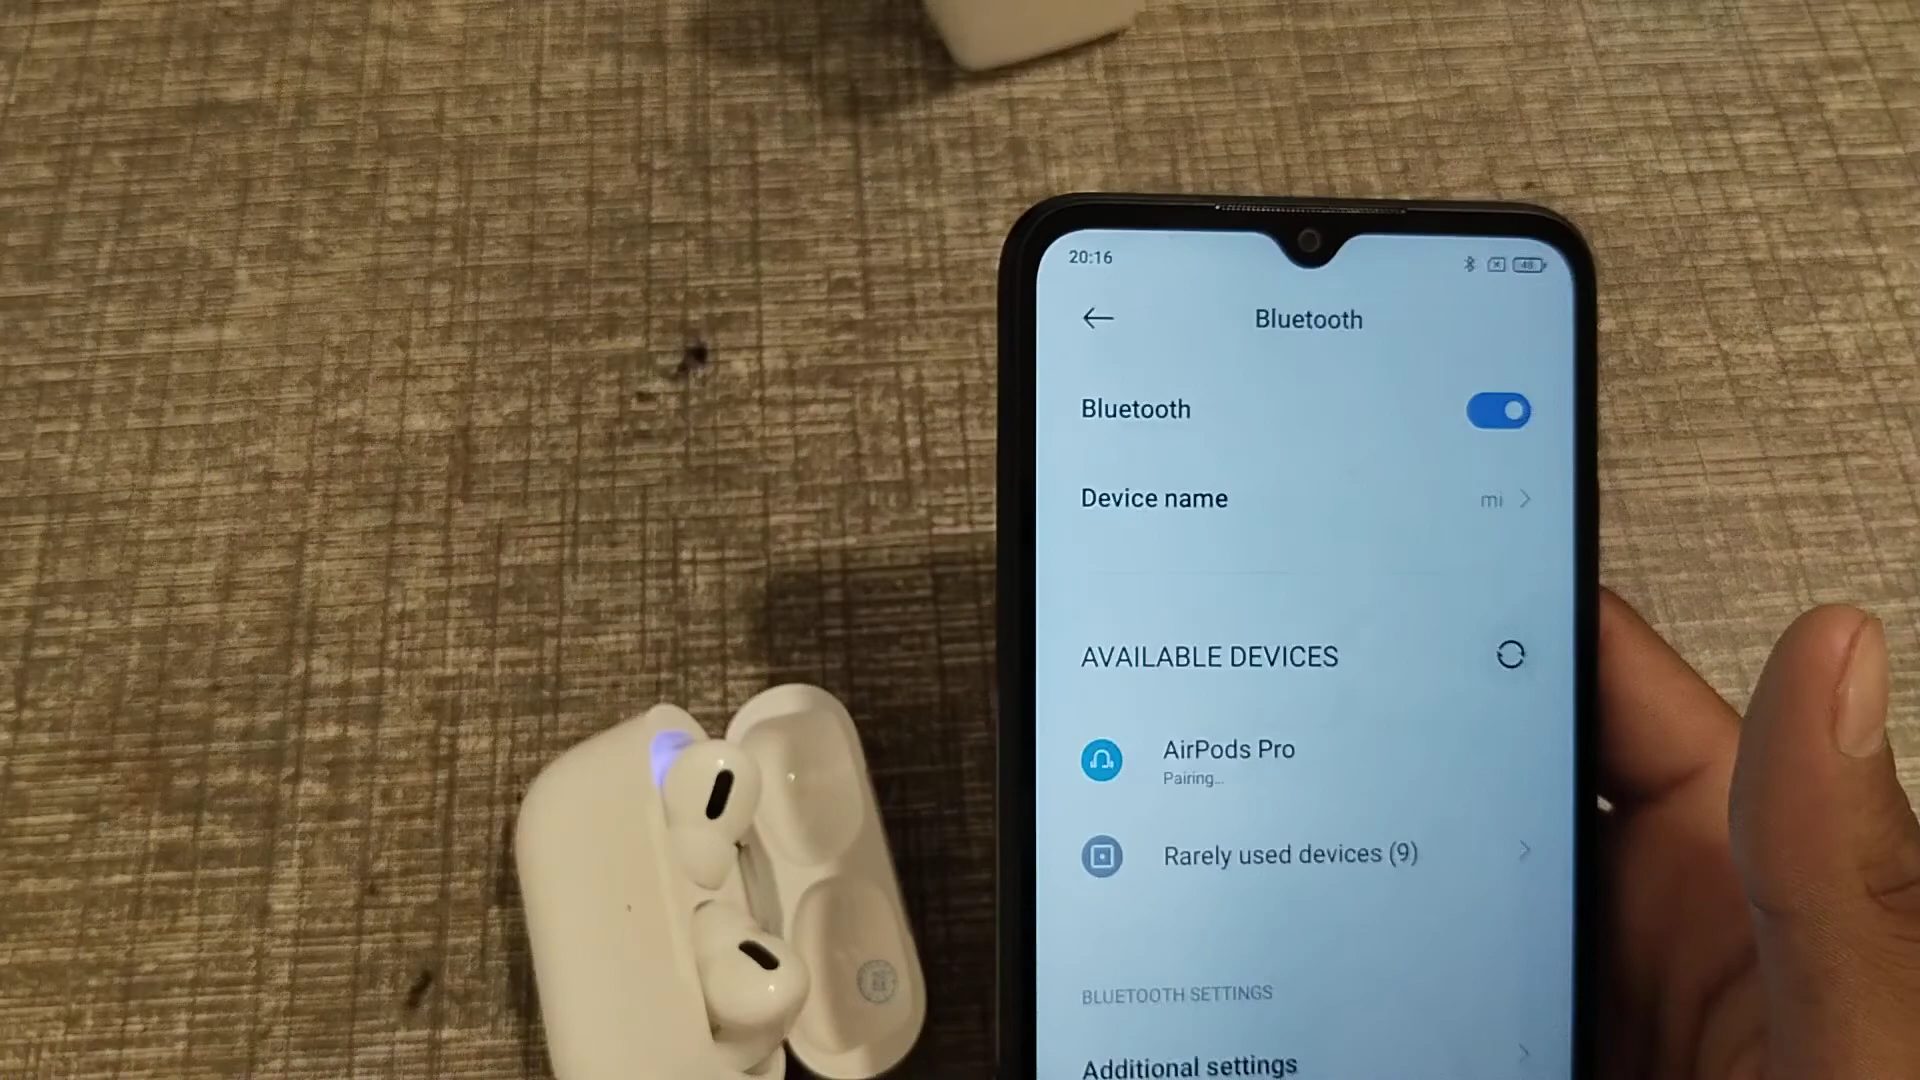 20:16
48
Bluetooth
Bluetooth
Device name
mi
AVAILABLE DEVICES
AirPods Pro
Pairing...
Rarely used devices (9)
BLUETOOTH SETTINGS
Additional settings